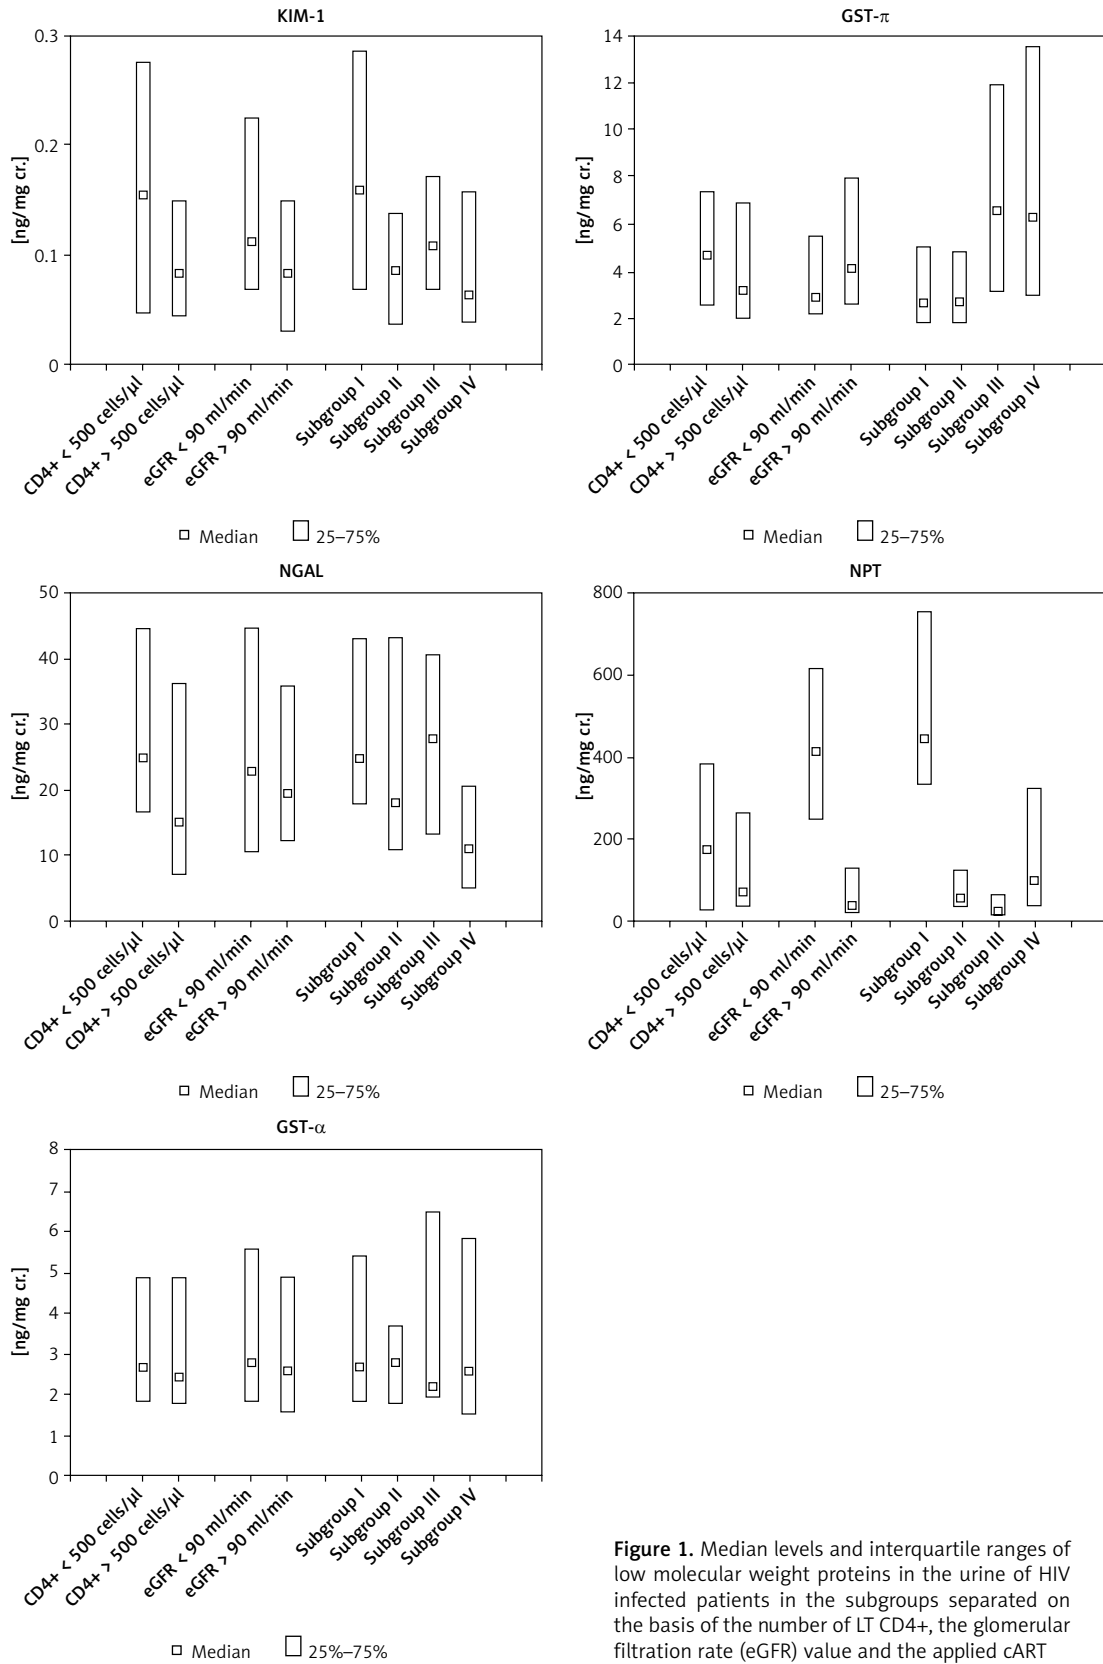 KIM-1
[ng/mg cr.]
0.3
0.2
0.1
0
CD4+ < 500 cells/µl
CD4+ > 500 cells/µl
eGFR < 90 ml/min
eGFR > 90 ml/min
Subgroup I
Subgroup II
Subgroup III
Subgroup IV
Median 25–75%
GST-π
[ng/mg cr.]
14
12
10
8
6
4
2
0
CD4+ < 500 cells/µl
CD4+ > 500 cells/µl
eGFR < 90 ml/min
eGFR > 90 ml/min
Subgroup I
Subgroup II
Subgroup III
Subgroup IV
Median 25–75%
NGAL
[ng/mg cr.]
50
40
30
20
10
0
CD4+ < 500 cells/µl
CD4+ > 500 cells/µl
eGFR < 90 ml/min
eGFR > 90 ml/min
Subgroup I
Subgroup II
Subgroup III
Subgroup IV
Median 25–75%
NPT
[ng/mg cr.]
800
600
400
200
0
CD4+ < 500 cells/µl
CD4+ > 500 cells/µl
eGFR < 90 ml/min
eGFR > 90 ml/min
Subgroup I
Subgroup II
Subgroup III
Subgroup IV
Median 25–75%
GST-α
[ng/mg cr.]
8
7
6
5
4
3
2
1
0
CD4+ < 500 cells/µl
CD4+ > 500 cells/µl
eGFR < 90 ml/min
eGFR > 90 ml/min
Subgroup I
Subgroup II
Subgroup III
Subgroup IV
Median 25%–75%
Figure 1. Median levels and interquartile ranges of
low molecular weight proteins in the urine of HIV
infected patients in the subgroups separated on
the basis of the number of LT CD4+, the glomerular
filtration rate (eGFR) value and the applied cART